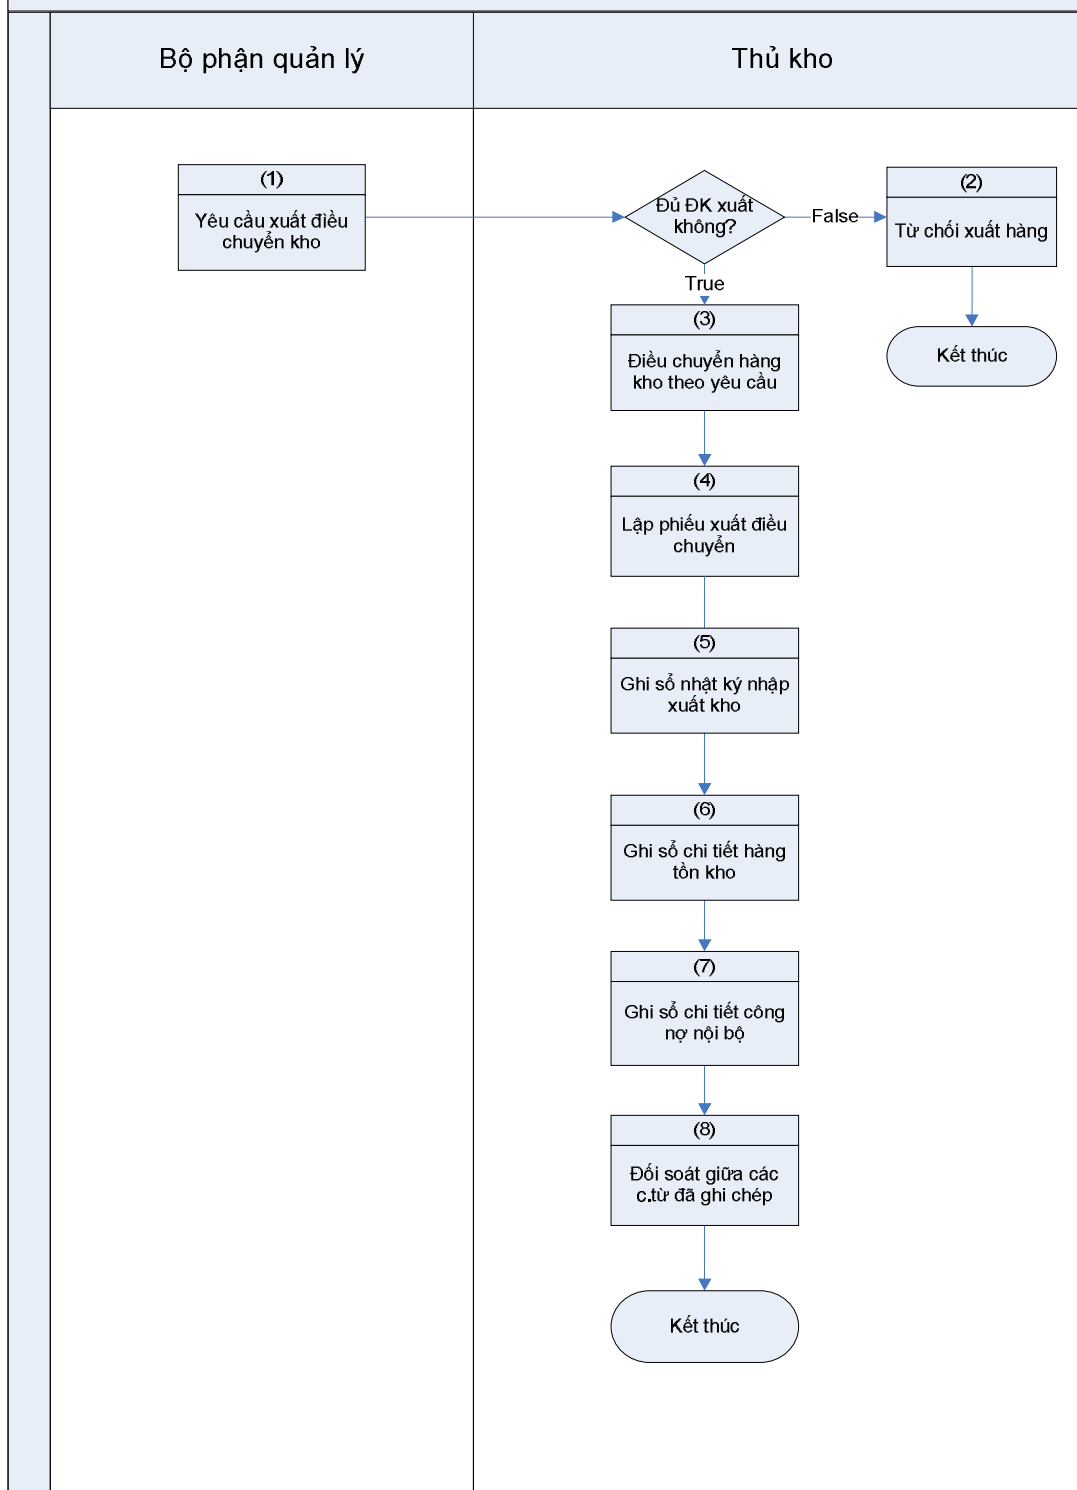 Bộ phận quản lý
Thủ kho
(1)
Yêu cầu xuất điều
chuyển kho
Đủ ĐK xuất
không?
False
(2)
Từ chối xuất hàng
True
Kết thúc
(3)
Điều chuyển hàng
kho theo yêu cầu
(4)
Lập phiếu xuất điều
chuyển
(5)
Ghi sổ nhật ký nhập
xuất kho
(6)
Ghi sổ chi tiết hàng
tồn kho
(7)
Ghi sổ chi tiết công
nợ nội bộ
(8)
Đối soát giữa các
c.từ đã ghi chép
Kết thúc